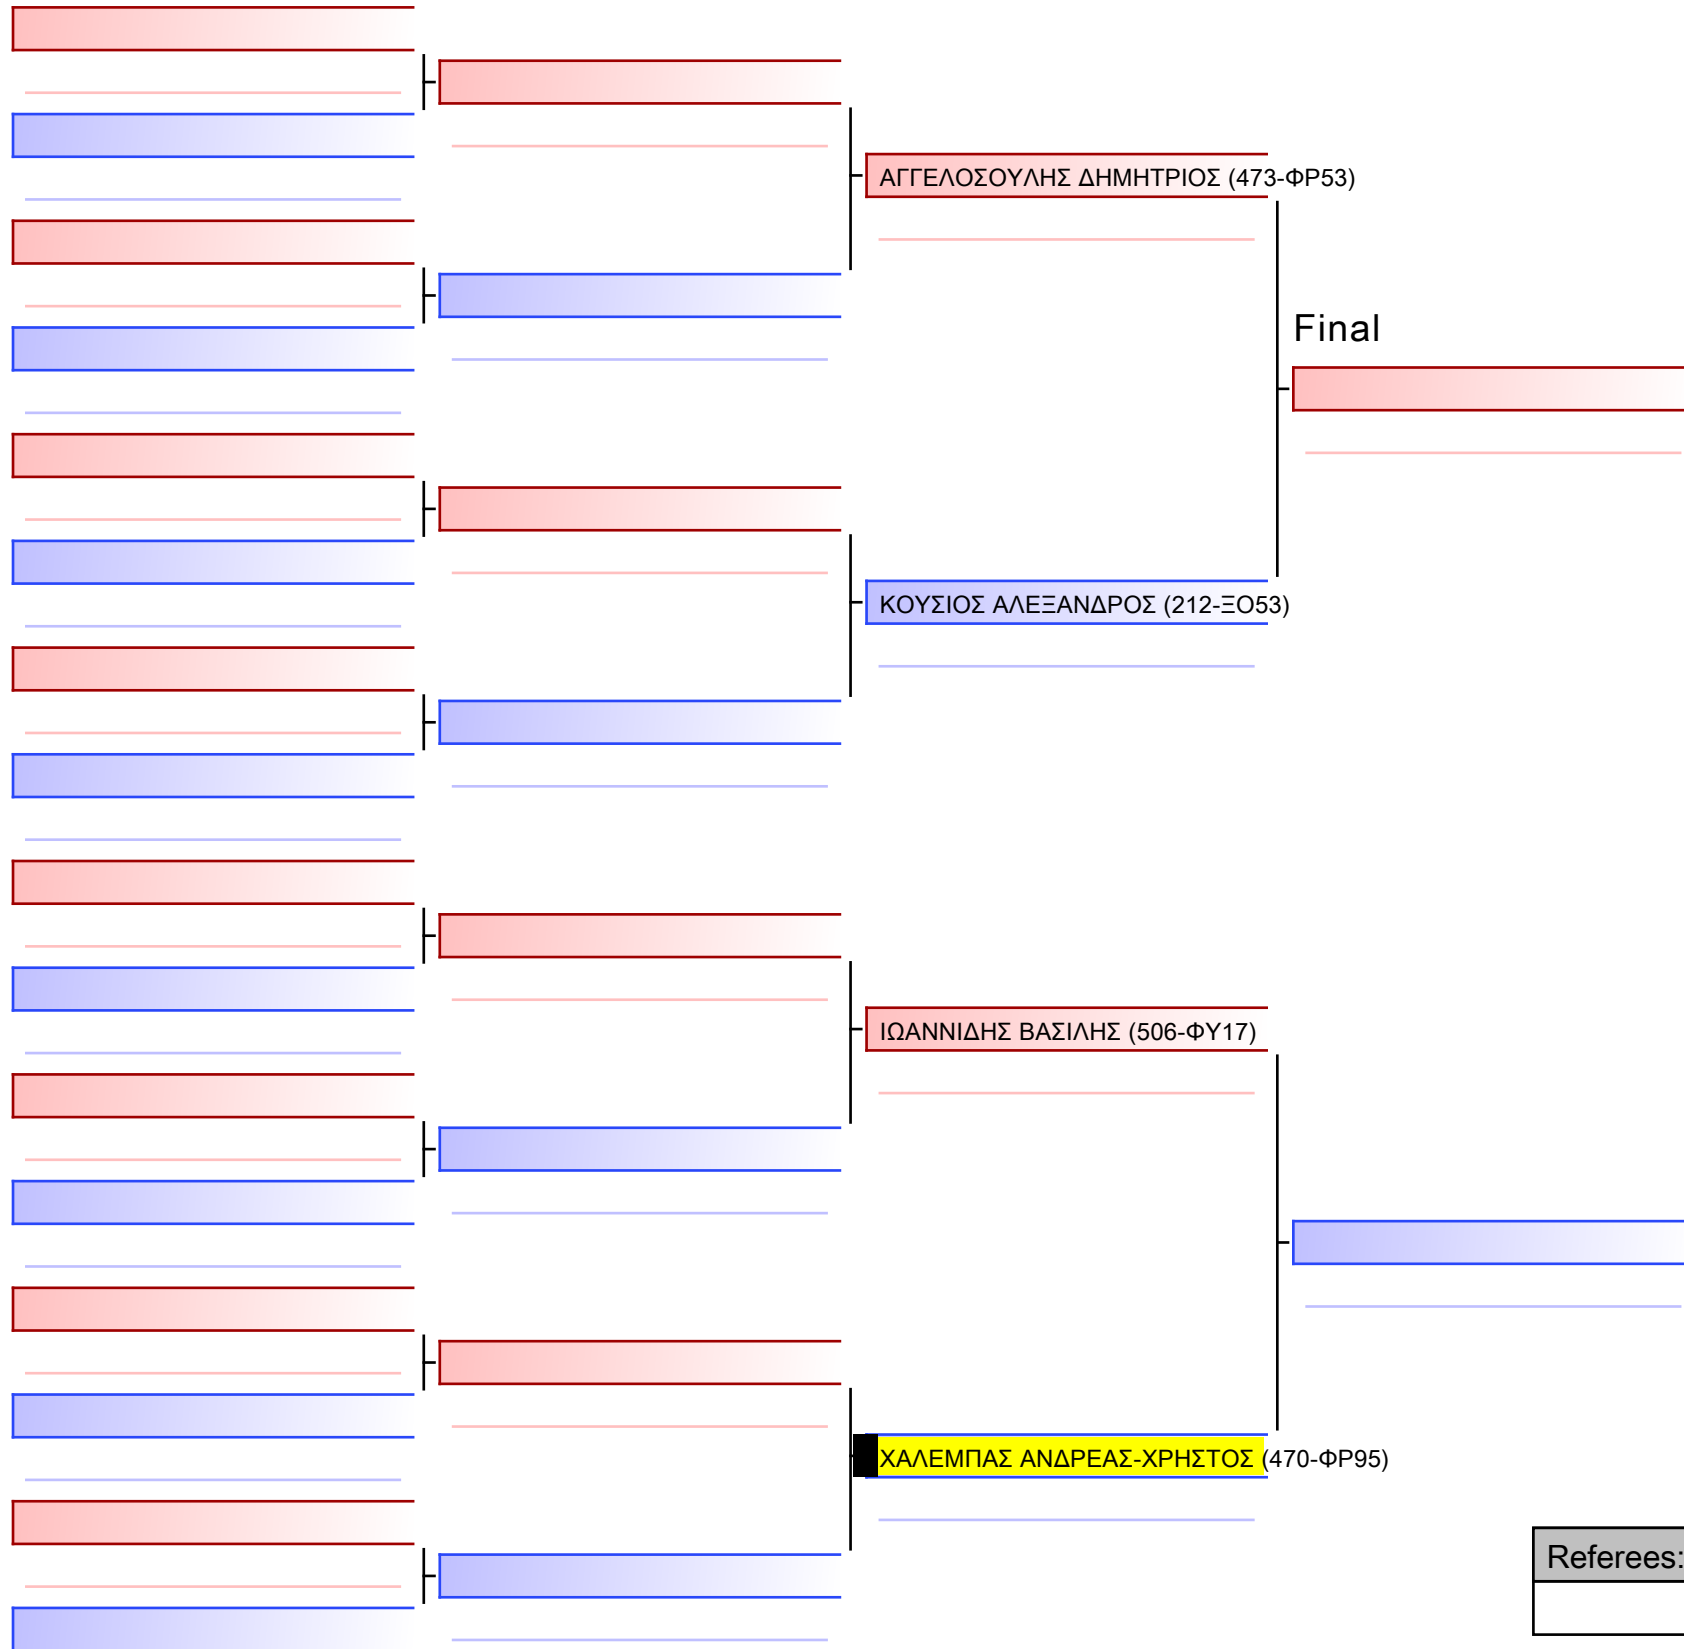 ΑΓΓΕΛΟΣΟΥΛΗΣ ΔΗΜΗΤΡΙΟΣ (473-ΦΡ53)
Final
ΚΟΥΣΙΟΣ ΑΛΕΞΑΝΔΡΟΣ (212-ΞΟ53)
ΙΩΑΝΝΙΔΗΣ ΒΑΣΙΛΗΣ (506-ΦΥ17)
ΧΑΛΕΜΠΑΣ ΑΝΔΡΕΑΣ-ΧΡΗΣΤΟΣ (470-ΦΡ95)
Referees: